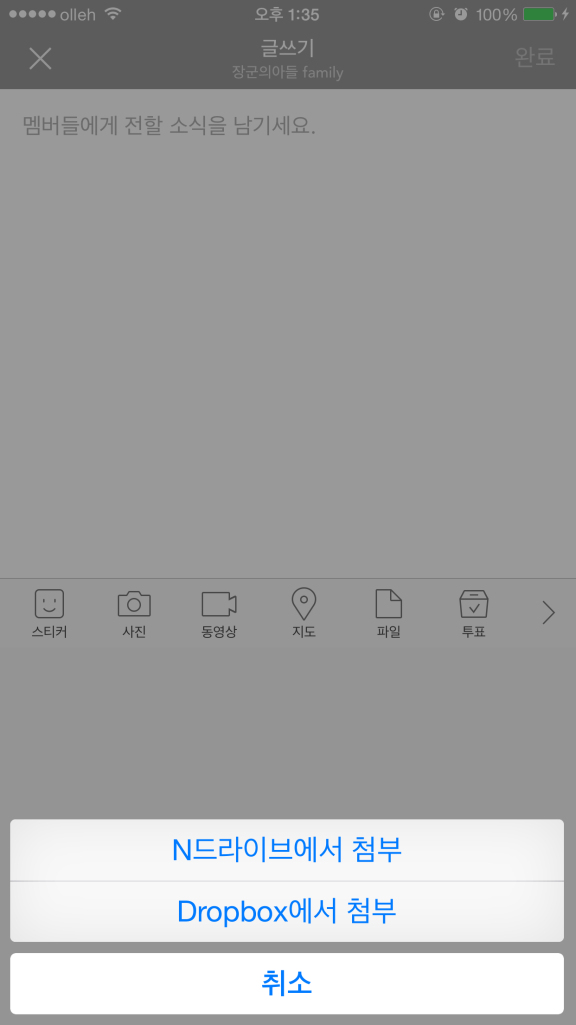 olleh 오후 1:35 100%
글쓰기
완료
장군의아들 family
멤버들에게 전할 소식을 남기세요.
스티커 사진 동영상 지도 파일 투표
N드라이브에서 첨부
Dropbox에서 첨부
취소